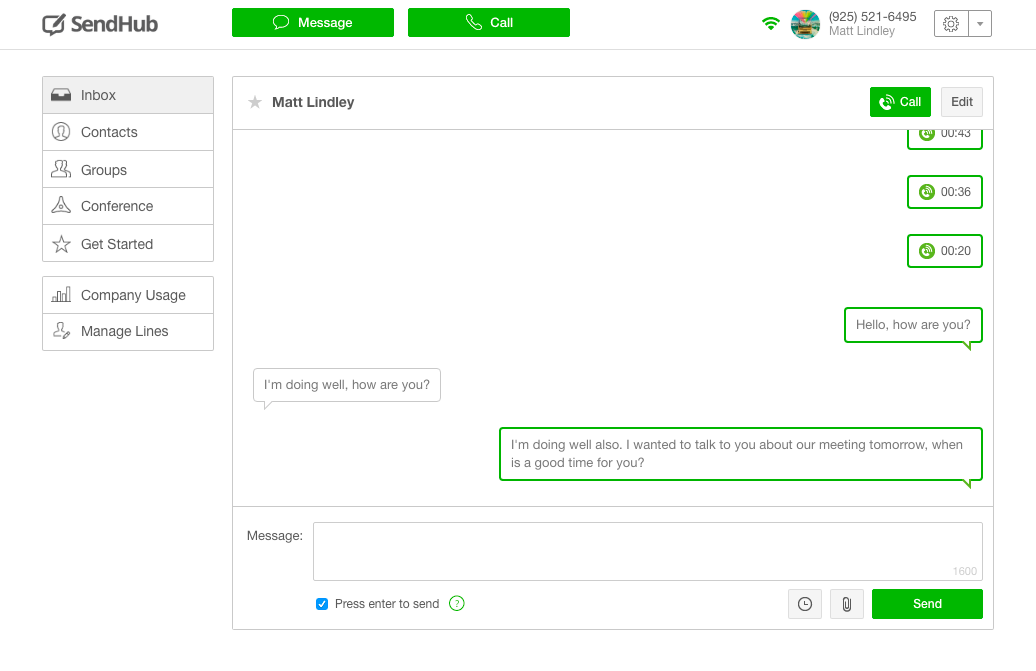 SendHub
Message
Call
(925) 521-6495
Matt Lindley
Inbox
Contacts
Groups
Conference
Get Started
Company Usage
Manage Lines
Matt Lindley
Call
Edit
00:43
00:36
00:20
Hello, how are you?
I'm doing well, how are you?
I'm doing well also. I wanted to talk to you about our meeting tomorrow, when
is a good time for you?
Message:
1600
Press enter to send
?
Send